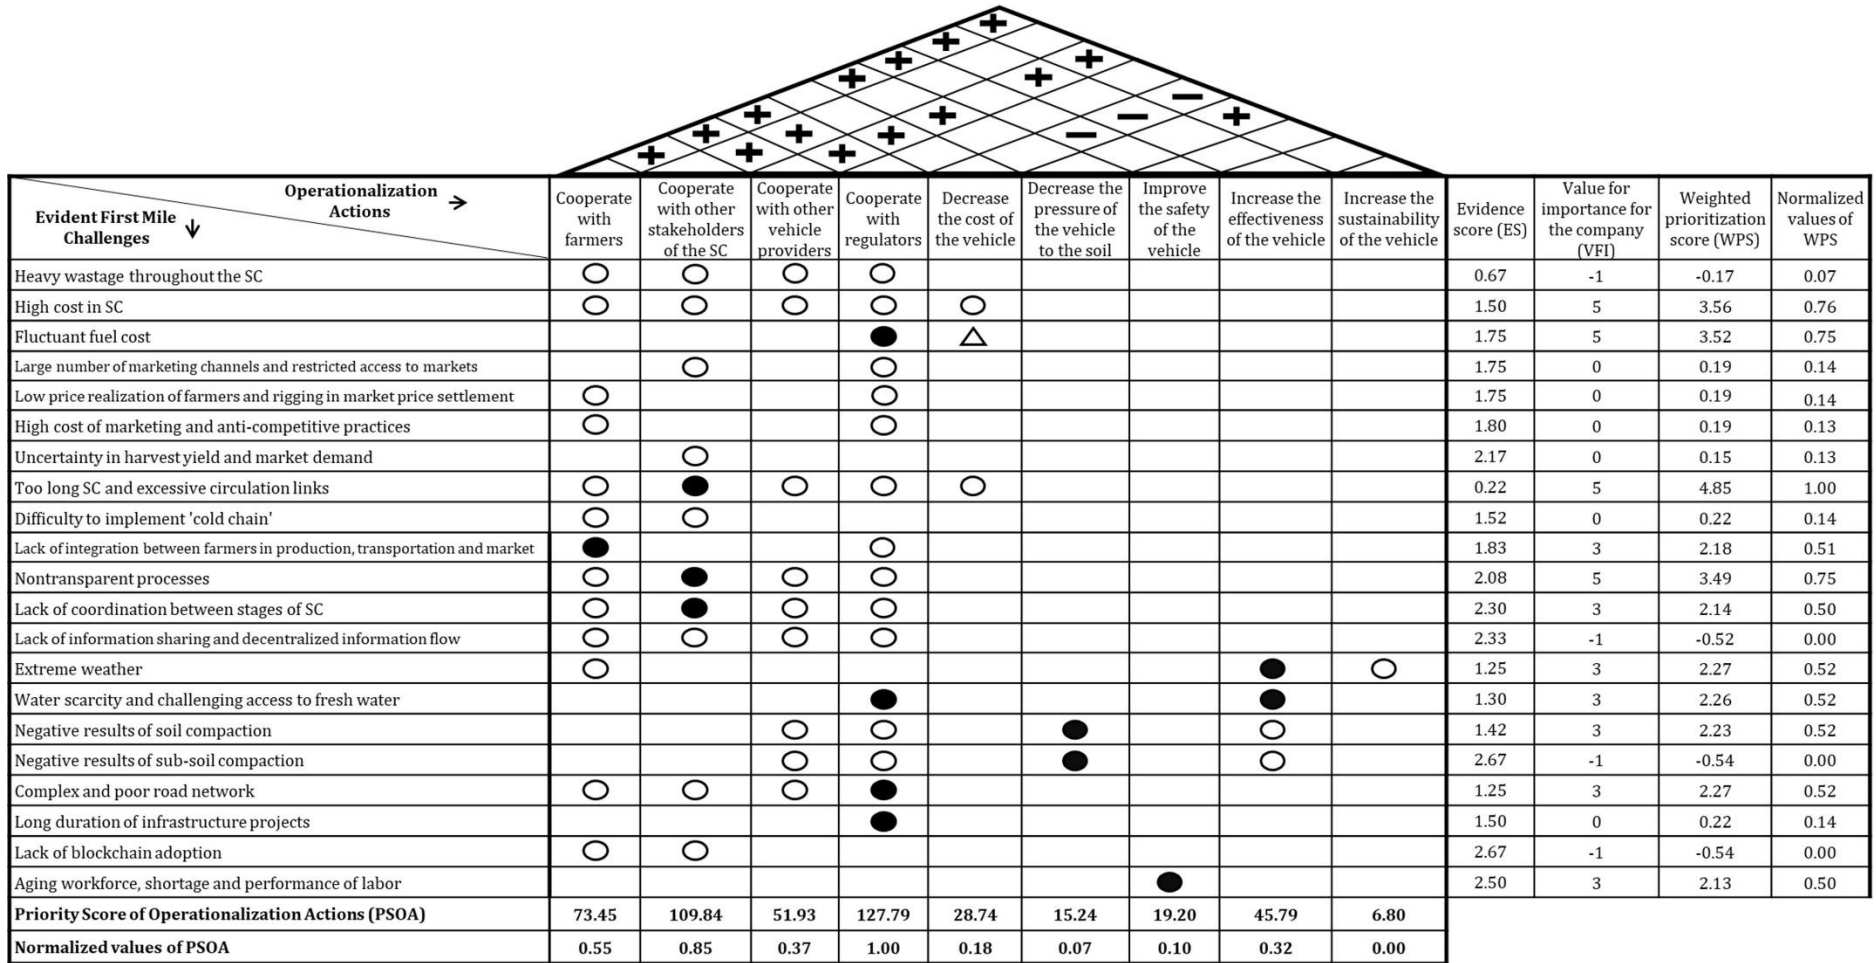 Operationalization
Actions →
Evident First Mile
Challenges ↓
Cooperate
with
farmers
Cooperate
with other
stakeholders
of the SC
Cooperate
with other
vehicle
providers
Cooperate
with
regulators
Decrease
the cost of
the vehicle
Decrease the
pressure of
the vehicle
to the soil
Improve
the safety
of the
vehicle
Increase the
effectiveness
of the vehicle
Increase the
sustainability
of the vehicle
Evidence
score (ES)
Value for
importance for
the company
(VFI)
Weighted
prioritization
score (WPS)
Normalized
values of
WPS
Heavy wastage throughout the SC 0.67 -1 -0.17 0.07
High cost in SC 1.50 5 3.56 0.76
Fluctuant fuel cost 1.75 5 3.52 0.75
Large number of marketing channels and restricted access to markets 1.75 0 0.19 0.14
Low price realization of farmers and rigging in market price settlement 1.75 0 0.19 0.14
High cost of marketing and anti-competitive practices 1.80 0 0.19 0.13
Uncertainty in harvest yield and market demand 2.17 0 0.15 0.13
Too long SC and excessive circulation links 0.22 5 4.85 1.00
Difficulty to implement 'cold chain' 1.52 0 0.22 0.14
Lack of integration between farmers in production, transportation and market 1.83 3 2.18 0.51
Nontransparent processes 2.08 5 3.49 0.75
Lack of coordination between stages of SC 2.30 3 2.14 0.50
Lack of information sharing and decentralized information flow 2.33 -1 -0.52 0.00
Extreme weather 1.25 3 2.27 0.52
Water scarcity and challenging access to fresh water 1.30 3 2.26 0.52
Negative results of soil compaction 1.42 3 2.23 0.52
Negative results of sub-soil compaction 2.67 -1 -0.54 0.00
Complex and poor road network 1.25 3 2.27 0.52
Long duration of infrastructure projects 1.50 0 0.22 0.14
Lack of blockchain adoption 2.67 -1 -0.54 0.00
Aging workforce, shortage and performance of labor 2.50 3 2.13 0.50
Priority Score of Operationalization Actions (PSOA) 73.45 109.84 51.93 127.79 28.74 15.24 19.20 45.79 6.80
Normalized values of PSOA 0.55 0.85 0.37 1.00 0.18 0.07 0.10 0.32 0.00